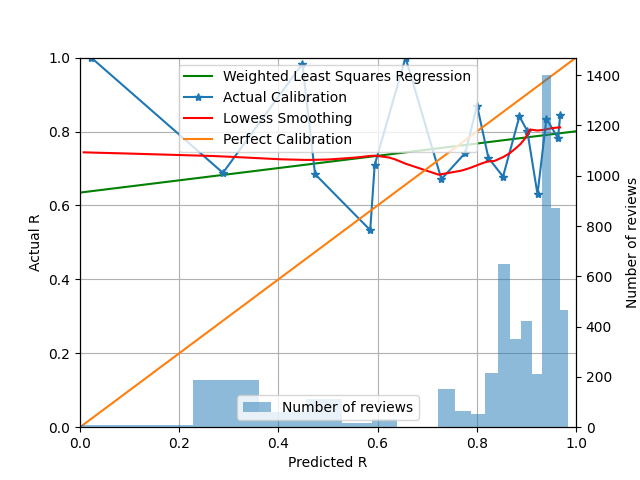 1.0
0.8
0.6
0.4
0.2
0.0
Actual R
Weighted Least Squares Regression
Actual Calibration
Lowess Smoothing
Perfect Calibration
Number of reviews
1400
1200
1000
800
600
400
200
0
Number of reviews
0.0 0.2 0.4 0.6 0.8 1.0
Predicted R